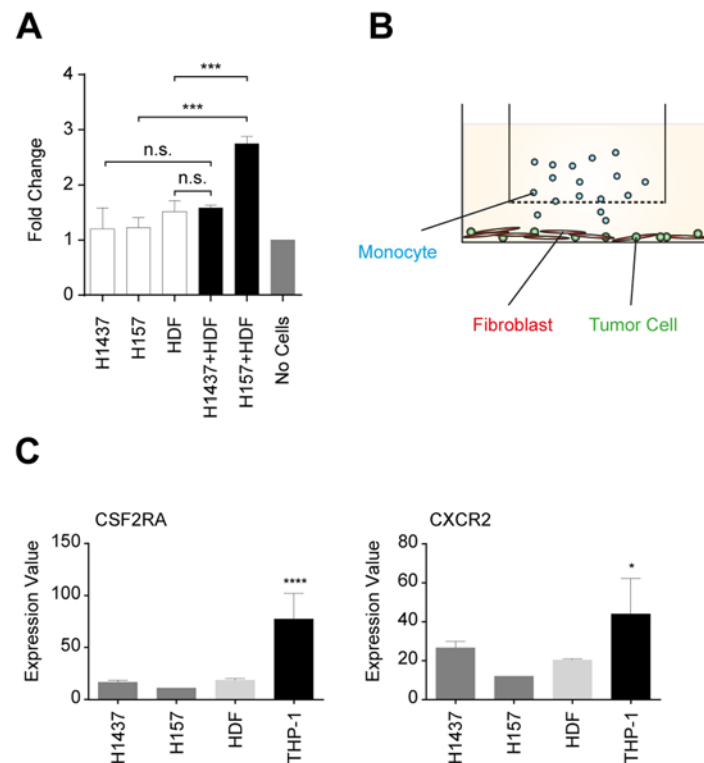 A
Fold Change
4
3
2
1
0
***
***
n.s.
n.s.
H1437
H157
HDF
H1437+HDF
H157+HDF
No Cells
B
Monocyte
Fibroblast
Tumor Cell
C
CSF2RA
Expression Value
150
100
50
0
****
H1437
H157
HDF
THP-1
CXCR2
Expression Value
80
60
40
20
0
*
H1437
H157
HDF
THP-1